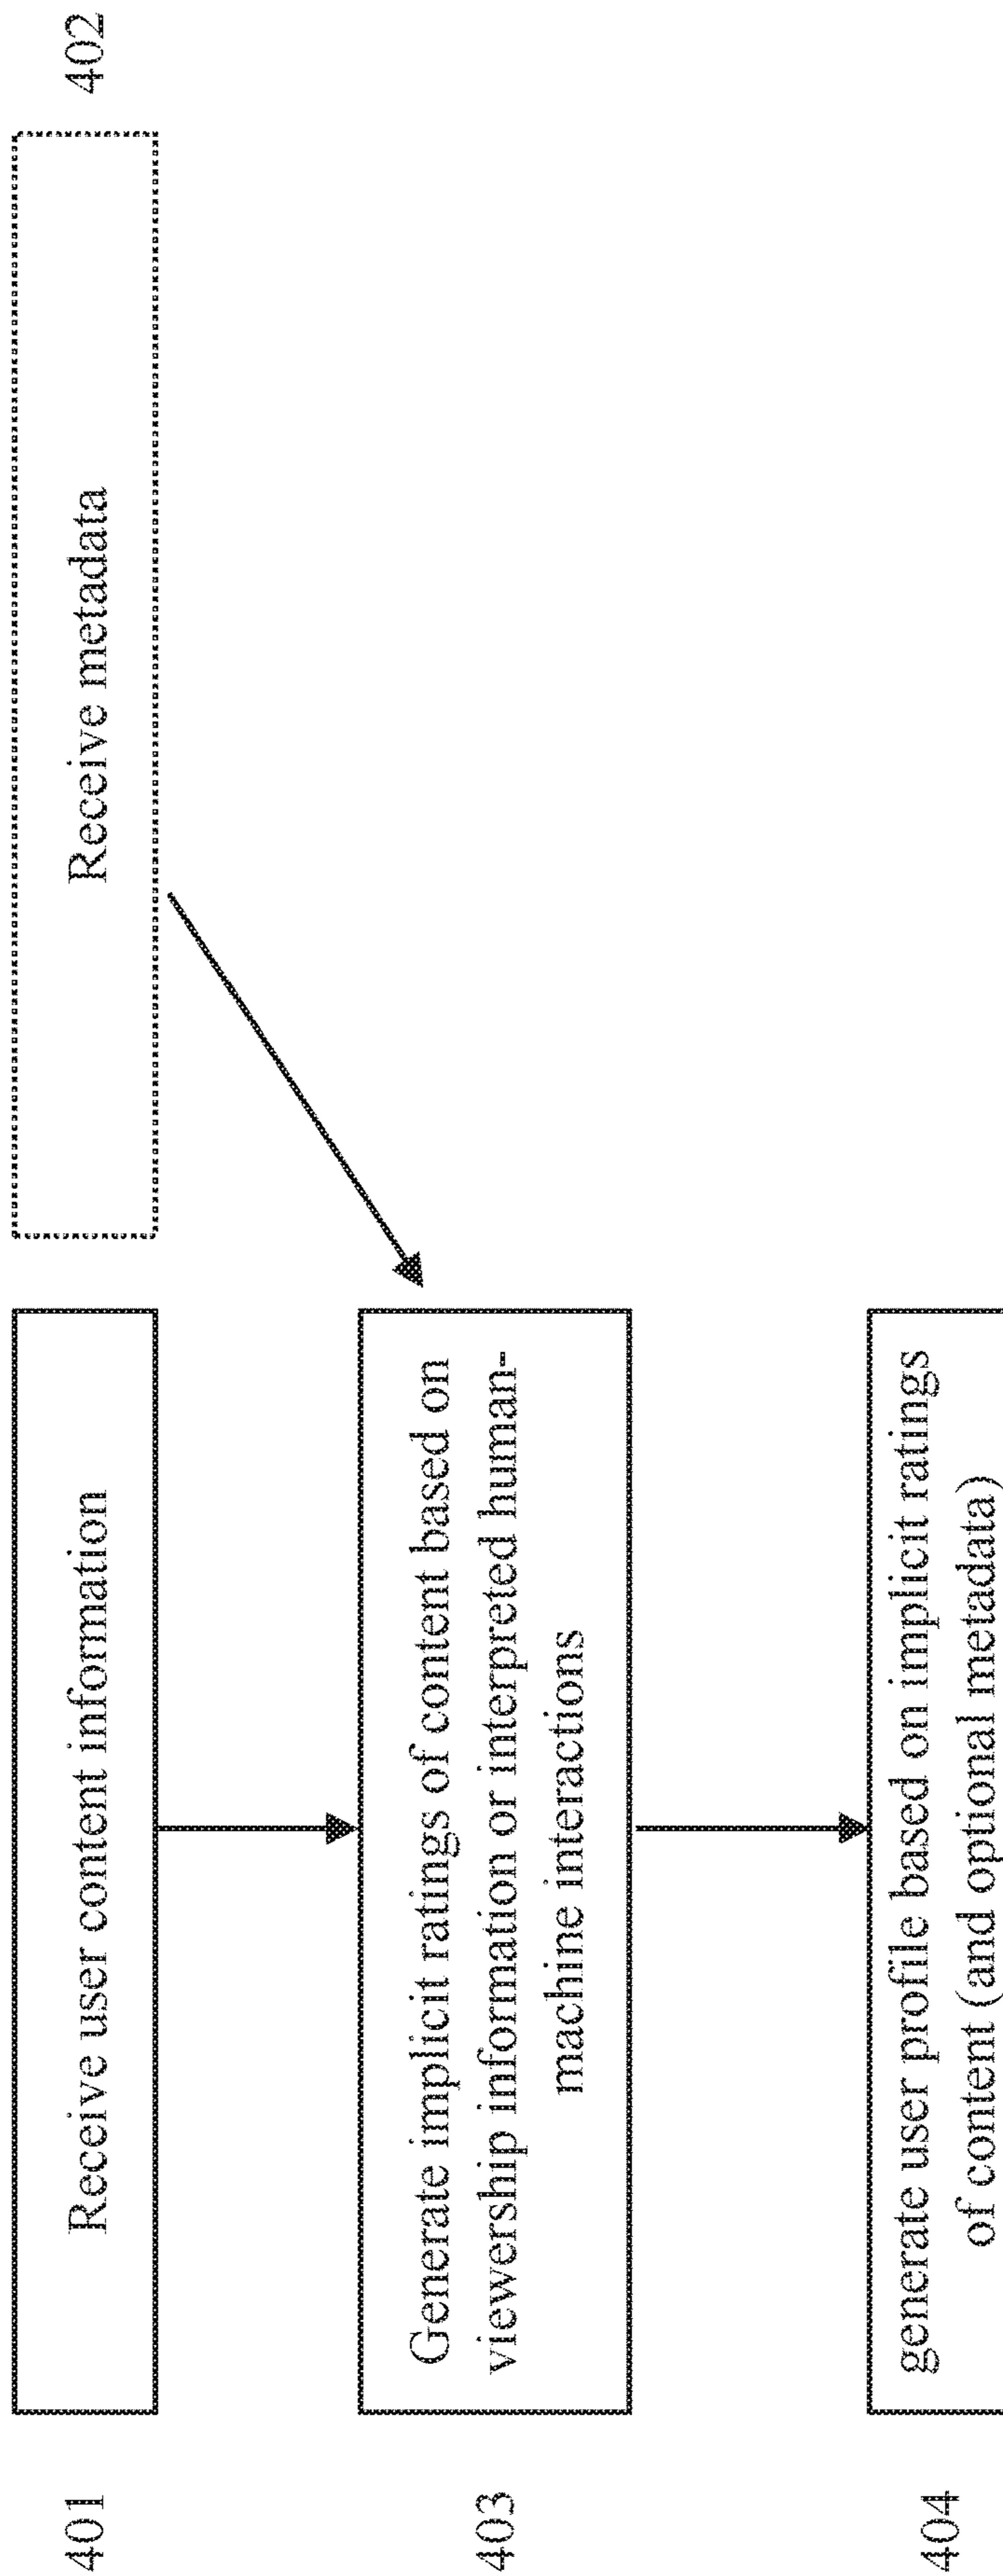 401
Receive user content information
Receive metadata
402
403
Generate implicit ratings of content based on
viewership information or interpreted human-
machine interactions
404
generate user profile based on implicit ratings
of content (and optional metadata)